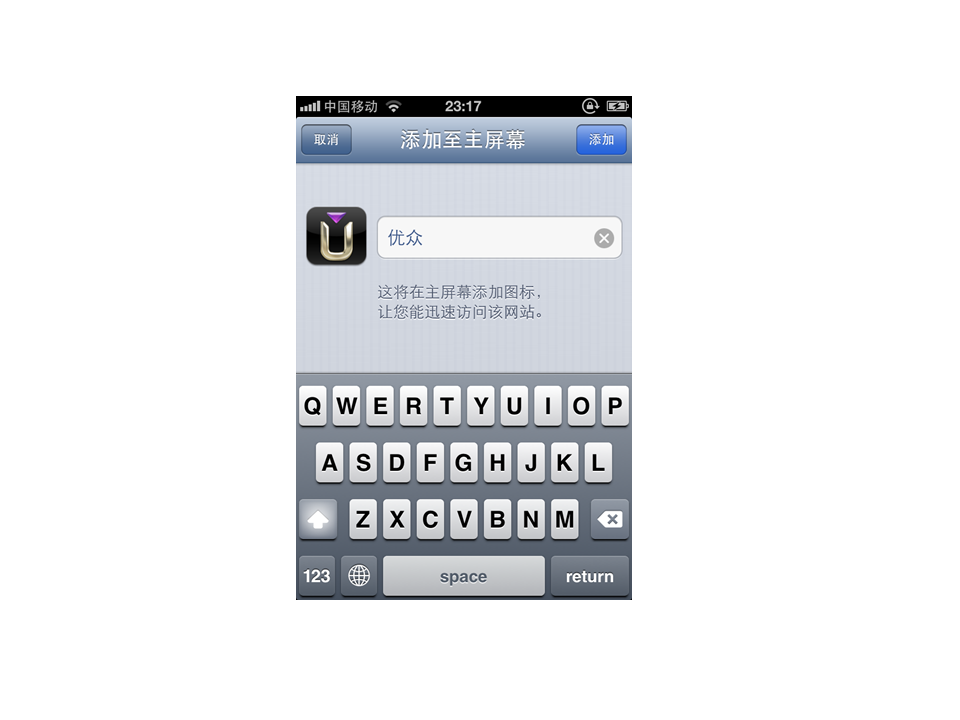 中国移动 23:17
取消 添加至主屏幕 添加
U 优众
这将在主屏幕添加图标，
让您能迅速访问该网站。
Q W E R T Y U I O P
A S D F G H J K L
Z X C V B N M
123 space return